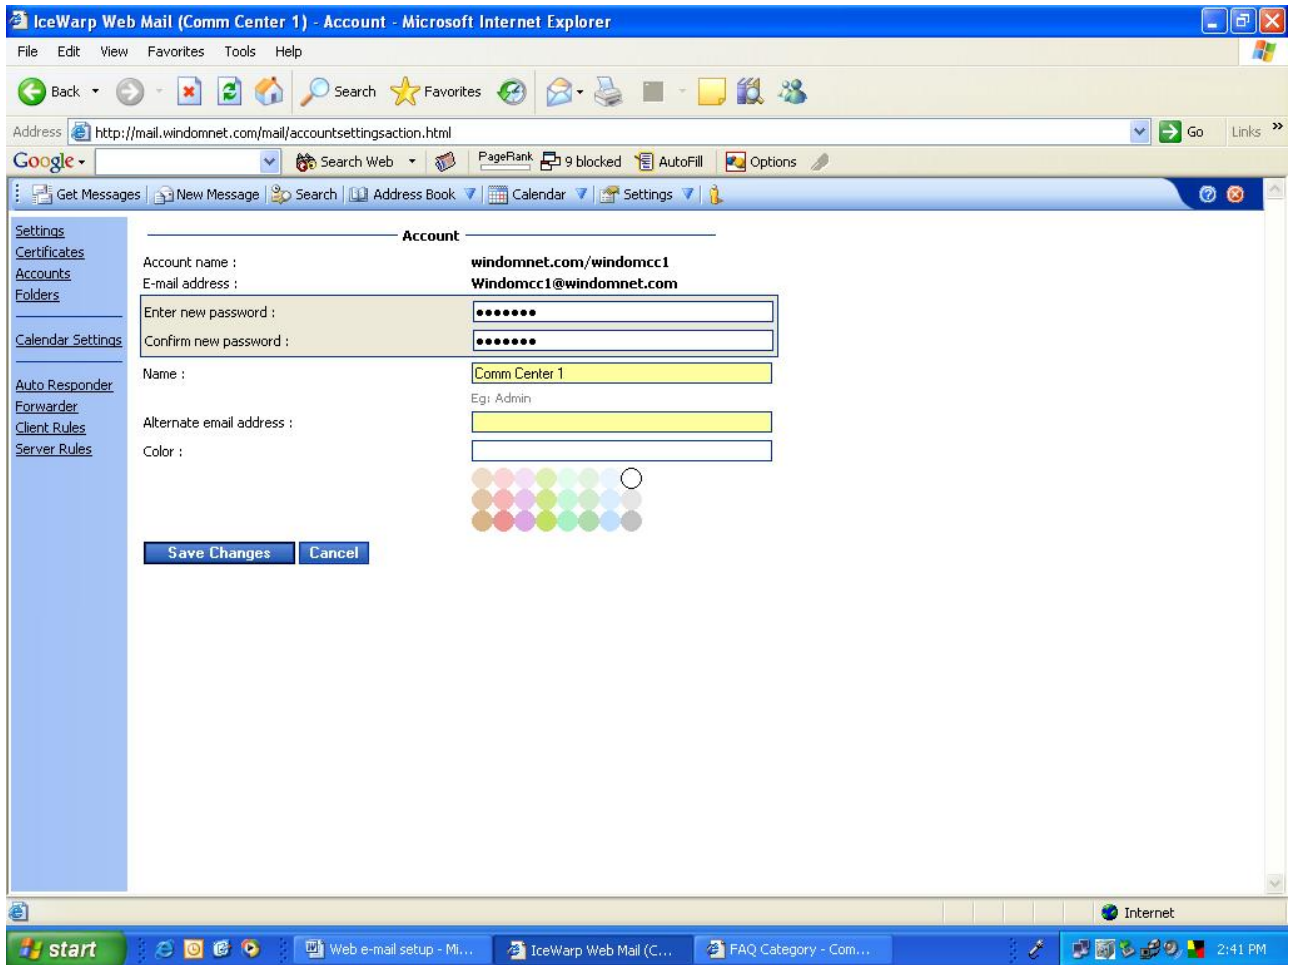 IceWarp Web Mail (Comm Center 1) - Account - Microsoft Internet Explorer
File Edit View Favorites Tools Help
Back Search Favorites
Address http://mail.windomnet.com/mail/accountsettingsaction.html Go Links »
Google Search Web PageRank 9 blocked AutoFill Options
Get Messages New Message Search Address Book Calendar Settings
Settings
Certificates
Accounts
Folders
Calendar Settings
Auto Responder
Forwarder
Client Rules
Server Rules
Account
Account name : windomnet.com/windomcc1
E-mail address : Windomcc1@windomnet.com
Enter new password : •••••••
Confirm new password : •••••••
Name : Comm Center 1
Eg: Admin
Alternate email address :
Color :
Save Changes Cancel
Internet
start Web e-mail setup - Mi... IceWarp Web Mail (C... FAQ Category - Com... 2:41 PM